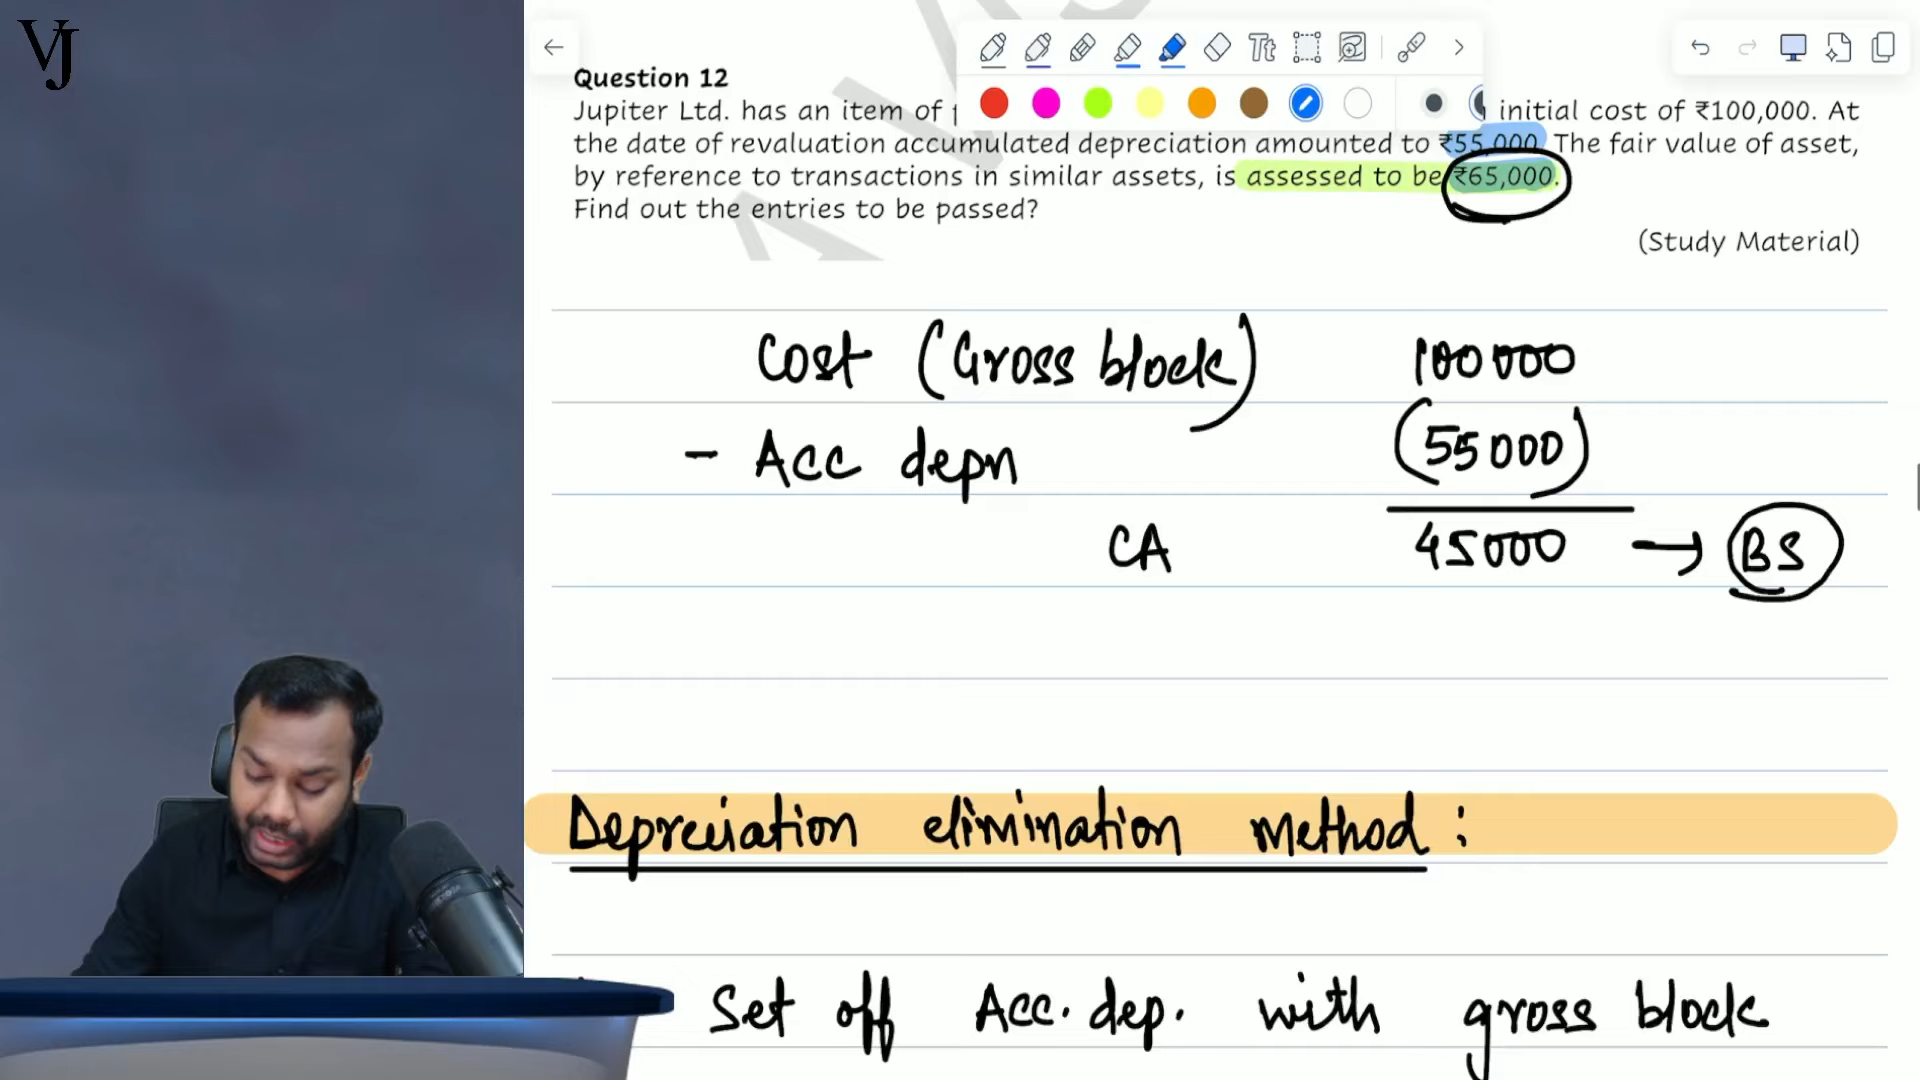 VJ
Question 12
Jupiter Ltd. has an item of initial cost of ₹100,000. At
the date of revaluation accumulated depreciation amounted to ₹55,000. The fair value of asset,
by reference to transactions in similar assets, is assessed to be ₹65,000.
Find out the entries to be passed?
(Study Material)
Cost (Gross block) 100000
- Acc depn (55000)
CA 45000 → BS
Depreciation elimination method :
Set off Acc. dep. with gross block